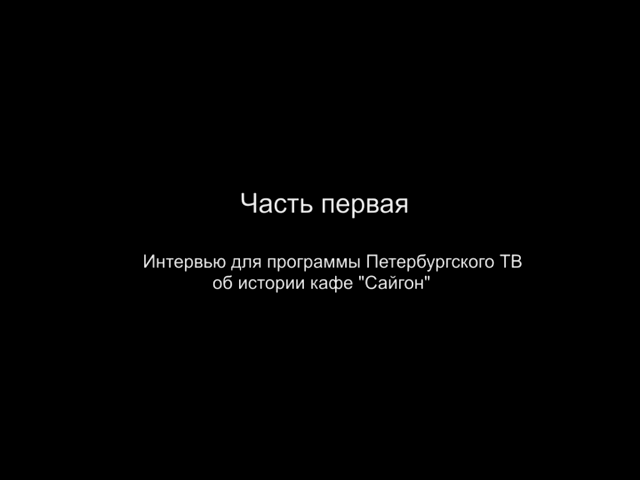 Часть первая
Интервью для программы Петербургского ТВ
об истории кафе "Сайгон"